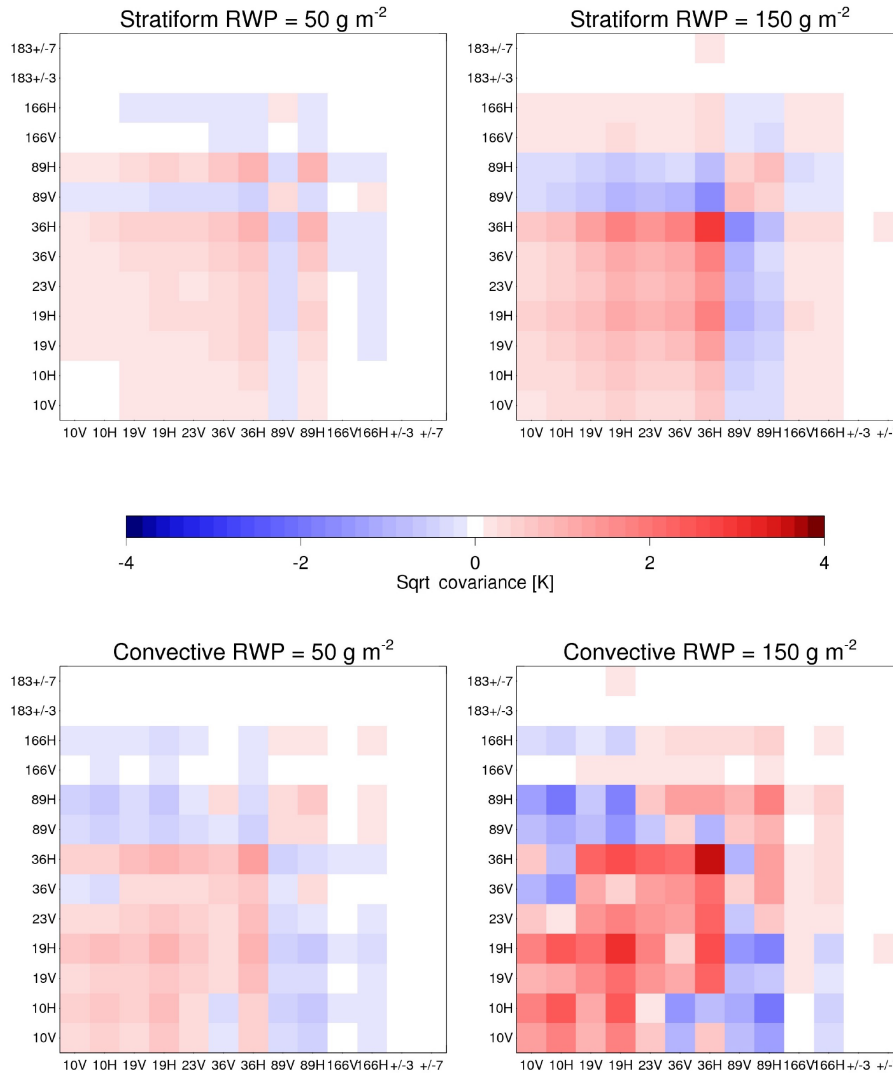 Stratiform RWP = 50 g m-2
183+/-7
183+/-3
166H
166V
89H
89V
36H
36V
23V
19H
19V
10H
10V
10V 10H 19V 19H 23V 36V 36H 89V 89H 166V 166H +/-3 +/-7
Stratiform RWP = 150 g m-2
183+/-7
183+/-3
166H
166V
89H
89V
36H
36V
23V
19H
19V
10H
10V
10V 10H 19V 19H 23V 36V 36H 89V 89H 166V 166H +/-3 +/-
-4 -2 0 2 4
Sqrt covariance [K]
Convective RWP = 50 g m-2
183+/-7
183+/-3
166H
166V
89H
89V
36H
36V
23V
19H
19V
10H
10V
10V 10H 19V 19H 23V 36V 36H 89V 89H 166V 166H +/-3 +/-7
Convective RWP = 150 g m-2
183+/-7
183+/-3
166H
166V
89H
89V
36H
36V
23V
19H
19V
10H
10V
10V 10H 19V 19H 23V 36V 36H 89V 89H 166V 166H +/-3 +/-